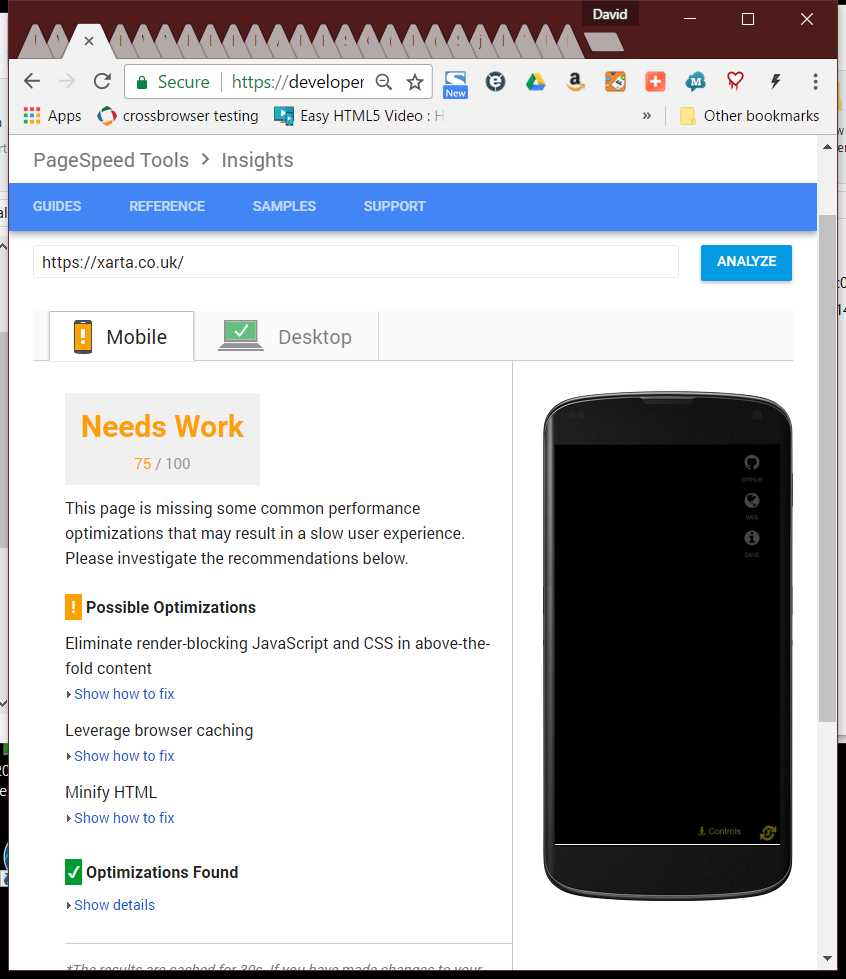 David
Secure
https://developer
New
Apps
crossbrowser testing
Easy HTML5 Video : H
»
Other bookmarks
PageSpeed Tools > Insights
GUIDES
REFERENCE
SAMPLES
SUPPORT
https://xarta.co.uk/
ANALYZE
Mobile
Desktop
Needs Work
75 / 100
This page is missing some common performance
optimizations that may result in a slow user experience.
Please investigate the recommendations below.
! Possible Optimizations
Eliminate render-blocking JavaScript and CSS in above-the-
fold content
Show how to fix
Leverage browser caching
Show how to fix
Minify HTML
Show how to fix
Optimizations Found
Show details
*The results are cached for 30s. If you have made changes to your
Controls